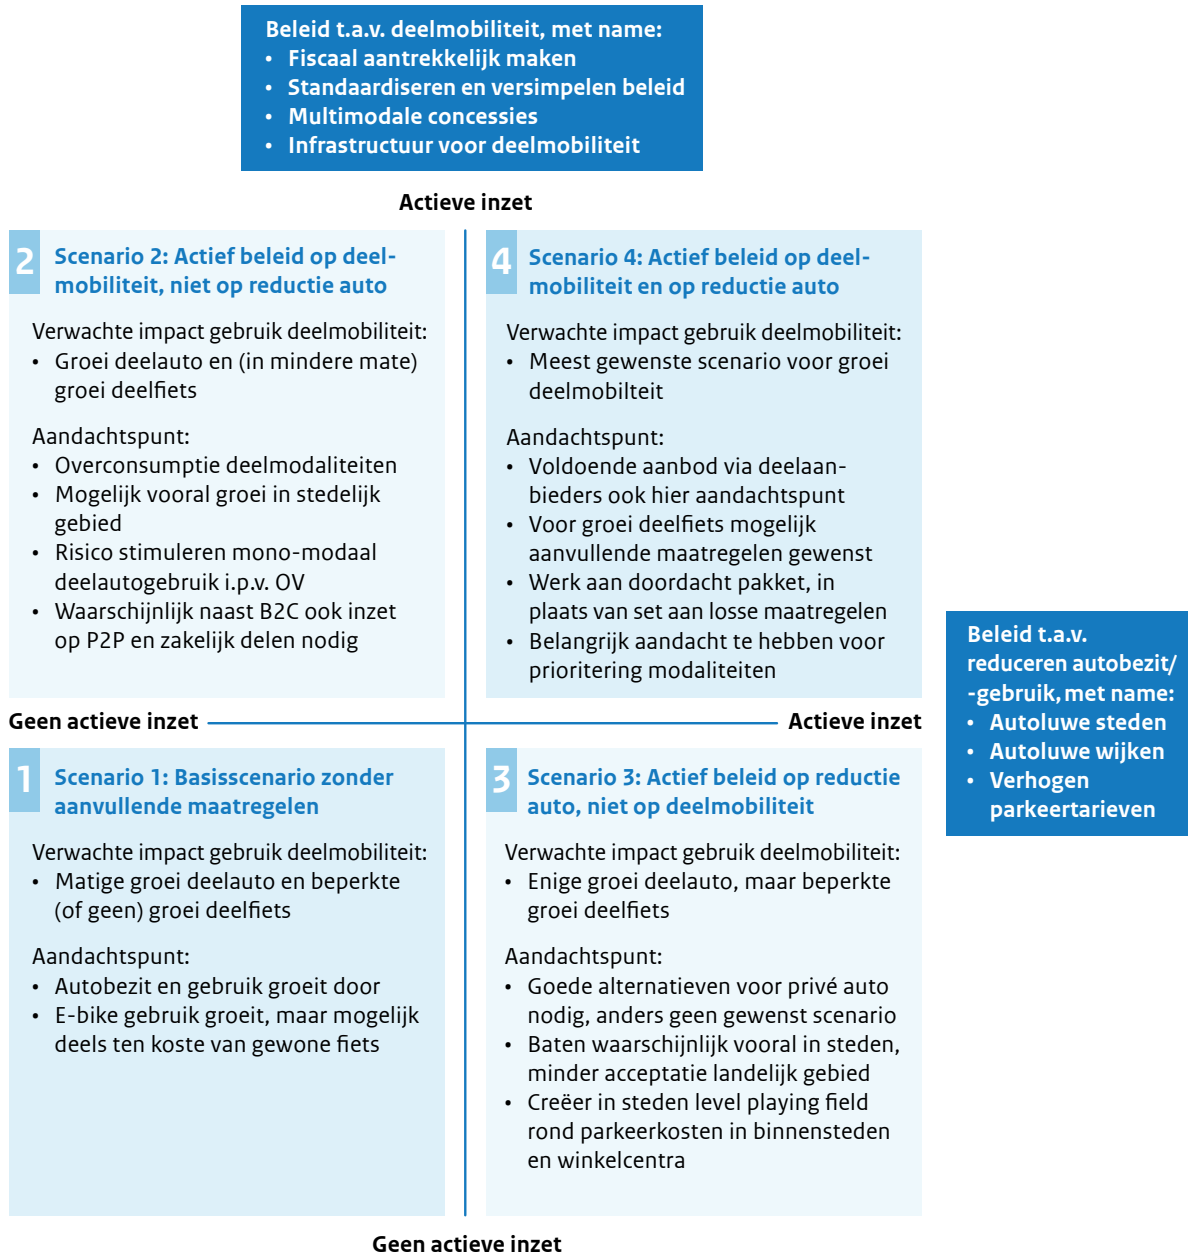 Beleid t.a.v. deelmobiliteit, met name:
• Fiscaal aantrekkelijk maken
• Standaardiseren en versimpelen beleid
• Multimodale concessies
• Infrastructuur voor deelmobiliteit
Actieve inzet
2
Scenario 2: Actief beleid op deel-
mobiliteit, niet op reductie auto
Verwachte impact gebruik deelmobiliteit:
• Groei deelauto en (in mindere mate)
groei deelfiets
Aandachtspunt:
• Overconsumptie deelmodaliteiten
• Mogelijk vooral groei in stedelijk
gebied
• Risico stimuleren mono-modaal
deelautogebruik i.p.v. OV
• Waarschijnlijk naast B2C ook inzet
op P2P en zakelijk delen nodig
4
Scenario 4: Actief beleid op deel-
mobiliteit en op reductie auto
Verwachte impact gebruik deelmobiliteit:
• Meest gewenste scenario voor groei
deelmobilteit
Aandachtspunt:
• Voldoende aanbod via deelaan-
bieders ook hier aandachtspunt
• Voor groei deelfiets mogelijk
aanvullende maatregelen gewenst
• Werk aan doordacht pakket, in
plaats van set aan losse maatregelen
• Belangrijk aandacht te hebben voor
prioritering modaliteiten
Beleid t.a.v.
reduceren autobezit/
-gebruik, met name:
• Autoluwe steden
• Autoluwe wijken
• Verhogen
parkeertarieven
Geen actieve inzet
Actieve inzet
1
Scenario 1: Basisscenario zonder
aanvullende maatregelen
Verwachte impact gebruik deelmobiliteit:
• Matige groei deelauto en beperkte
(of geen) groei deelfiets
Aandachtspunt:
• Autobezit en gebruik groeit door
• E-bike gebruik groeit, maar mogelijk
deels ten koste van gewone fiets
3
Scenario 3: Actief beleid op reductie
auto, niet op deelmobiliteit
Verwachte impact gebruik deelmobiliteit:
• Enige groei deelauto, maar beperkte
groei deelfiets
Aandachtspunt:
• Goede alternatieven voor privé auto
nodig, anders geen gewenst scenario
• Baten waarschijnlijk vooral in steden,
minder acceptatie landelijk gebied
• Creëer in steden level playing field
rond parkeerkosten in binnensteden
en winkelcentra
Geen actieve inzet